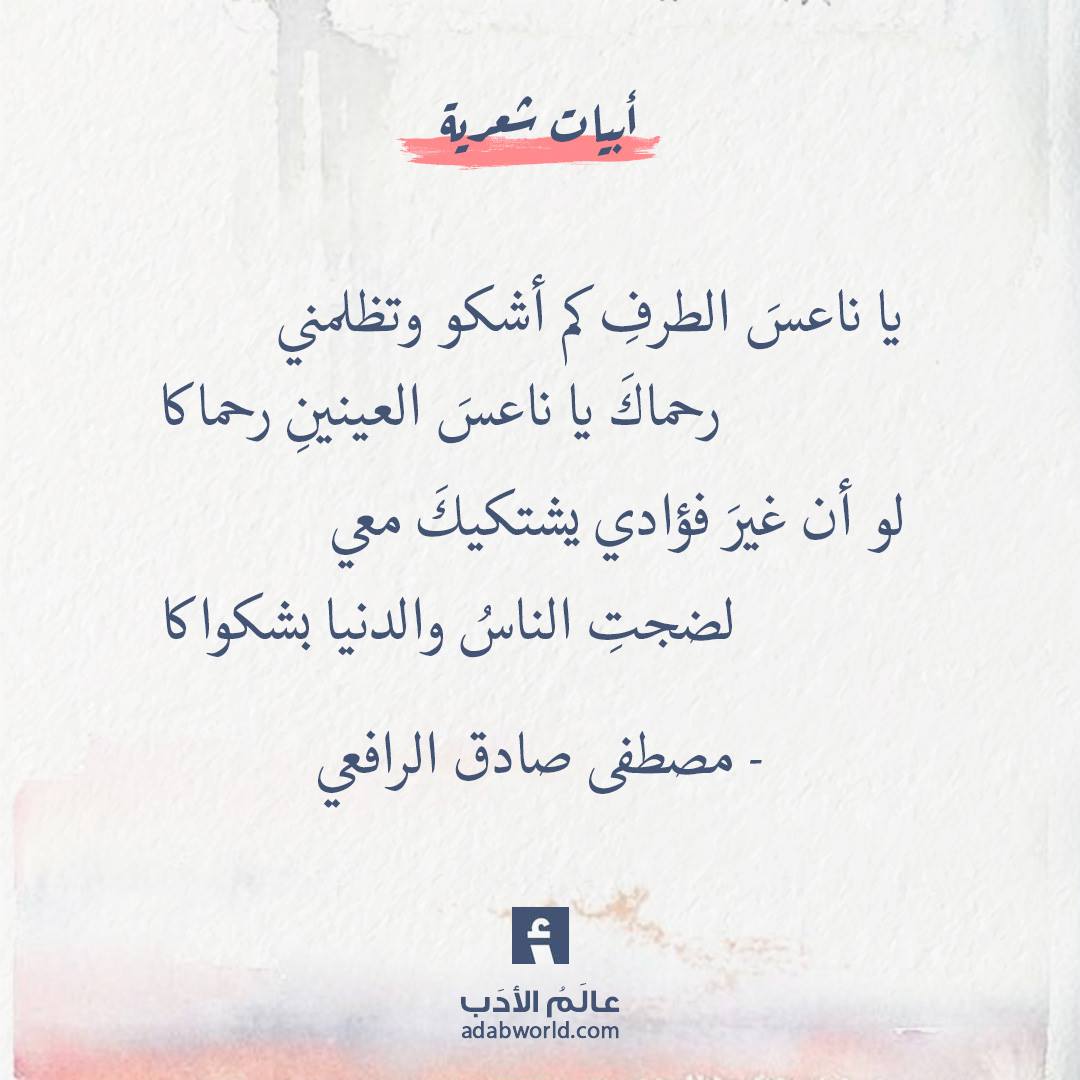 أبيات شعرية
يا ناعسَ الطرفِ كم أشكو وتظلمني
رحماكَ يا ناعسَ العينينِ رحماكا
لو أن غيرَ فؤادي يشتكيكَ معي
لضجتِ الناسُ والدنيا بشكواكا
- مصطفى صادق الرافعي
أ
عالَمُ الأدَب
adabworld.com